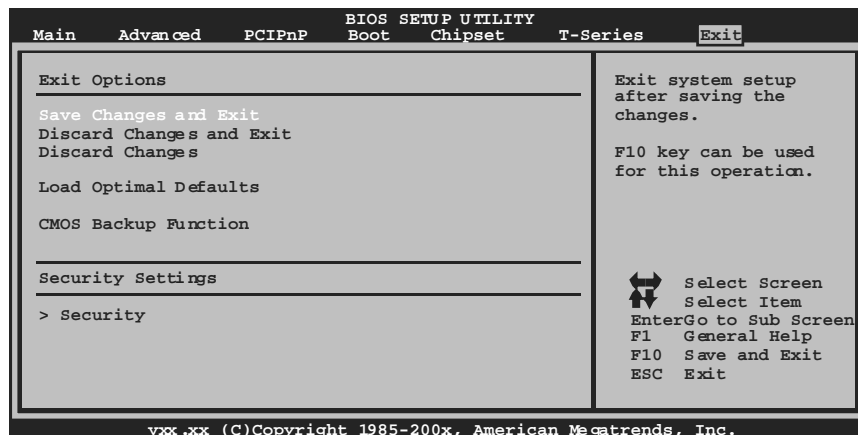 BIOS SETUP UTILITY
Main Advanced PCIPnP Boot Chipset T-Series Exit
Exit Options
Save Changes and Exit
Discard Changes and Exit
Discard Changes
Load Optimal Defaults
CMOS Backup Function
Security Settings
> Security
Exit system setup
after saving the
changes.
F10 key can be used
for this operation.
Select Screen
Select Item
EnterGo to Sub Screen
F1 General Help
F10 Save and Exit
ESC Exit
vxx.xx (C)Copyright 1985-200x, American Megatrends, Inc.